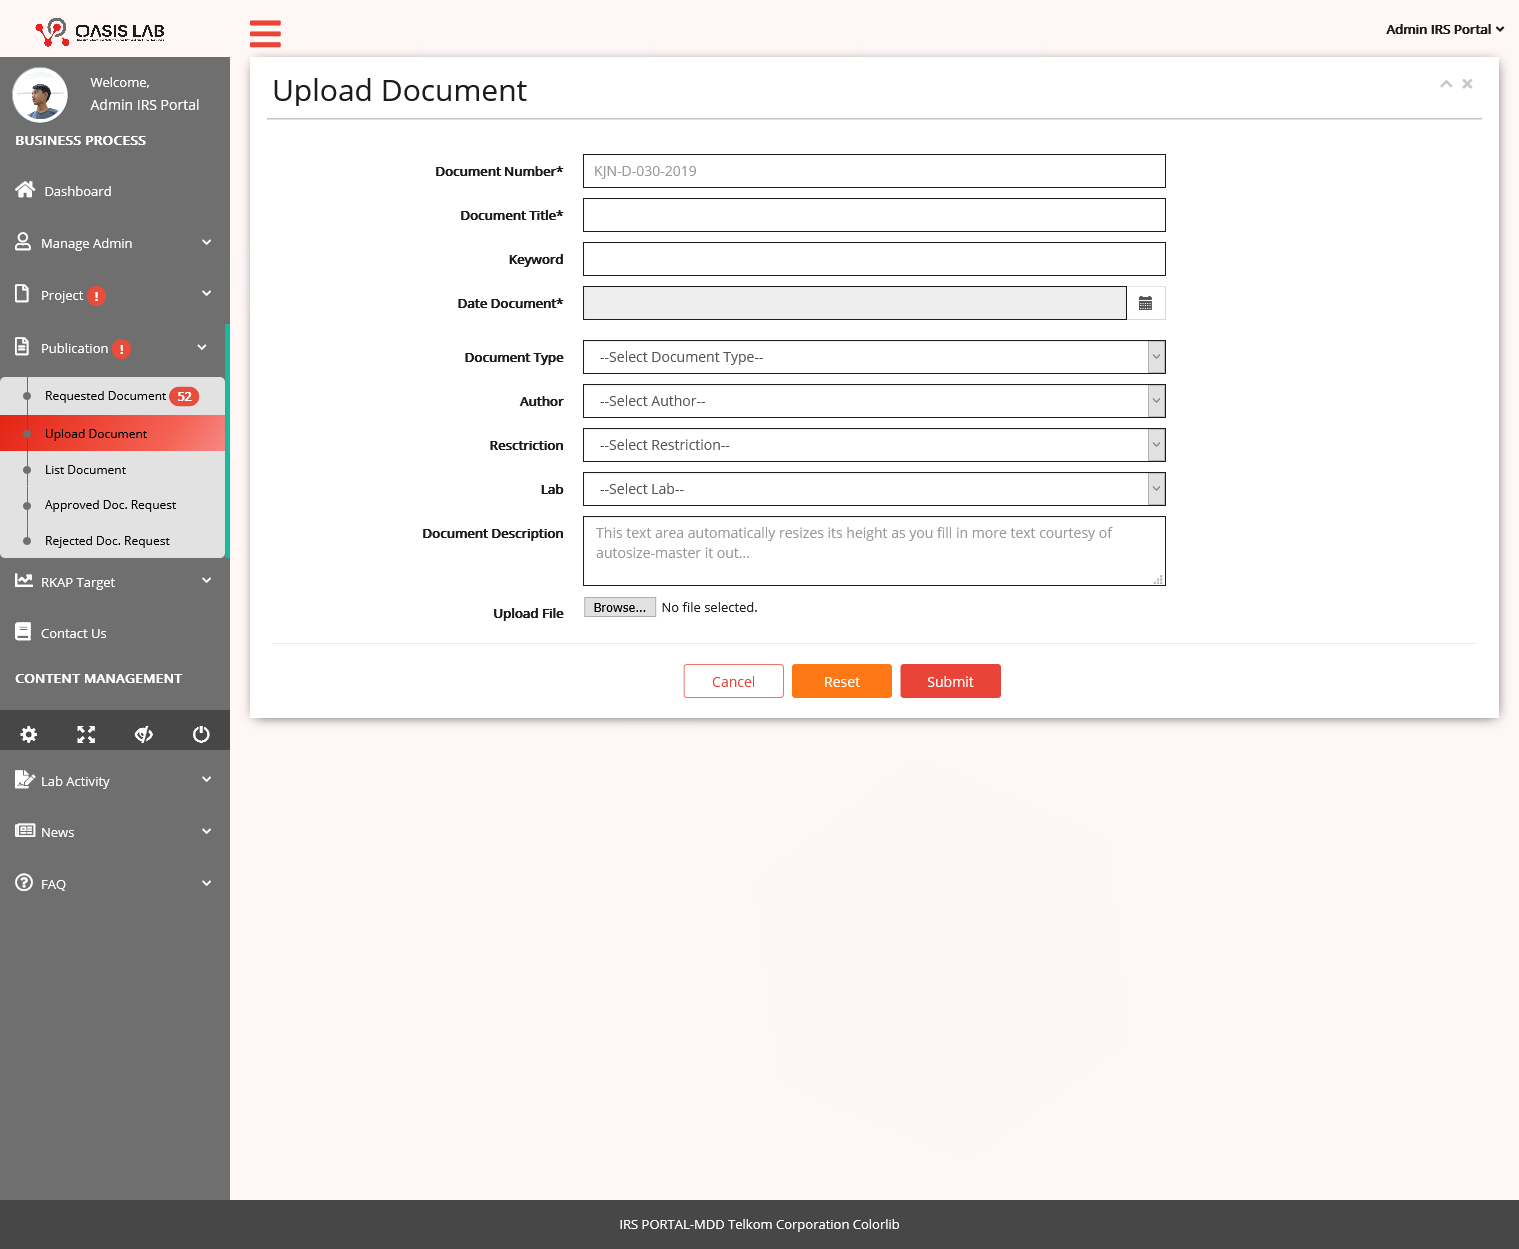 OASIS LAB
Admin IRS Portal
Welcome,
Admin IRS Portal
BUSINESS PROCESS
Dashboard
Manage Admin
Project !
Publication !
Requested Document 52
Upload Document
List Document
Approved Doc. Request
Rejected Doc. Request
RKAP Target
Contact Us
CONTENT MANAGEMENT
Lab Activity
News
FAQ
Upload Document
Document Number* KJN-D-030-2019
Document Title*
Keyword
Date Document*
Document Type --Select Document Type--
Author --Select Author--
Resctriction --Select Restriction--
Lab --Select Lab--
Document Description This text area automatically resizes its height as you fill in more text courtesy of
autosize-master it out...
Upload File Browse... No file selected.
Cancel Reset Submit
IRS PORTAL-MDD Telkom Corporation Colorlib